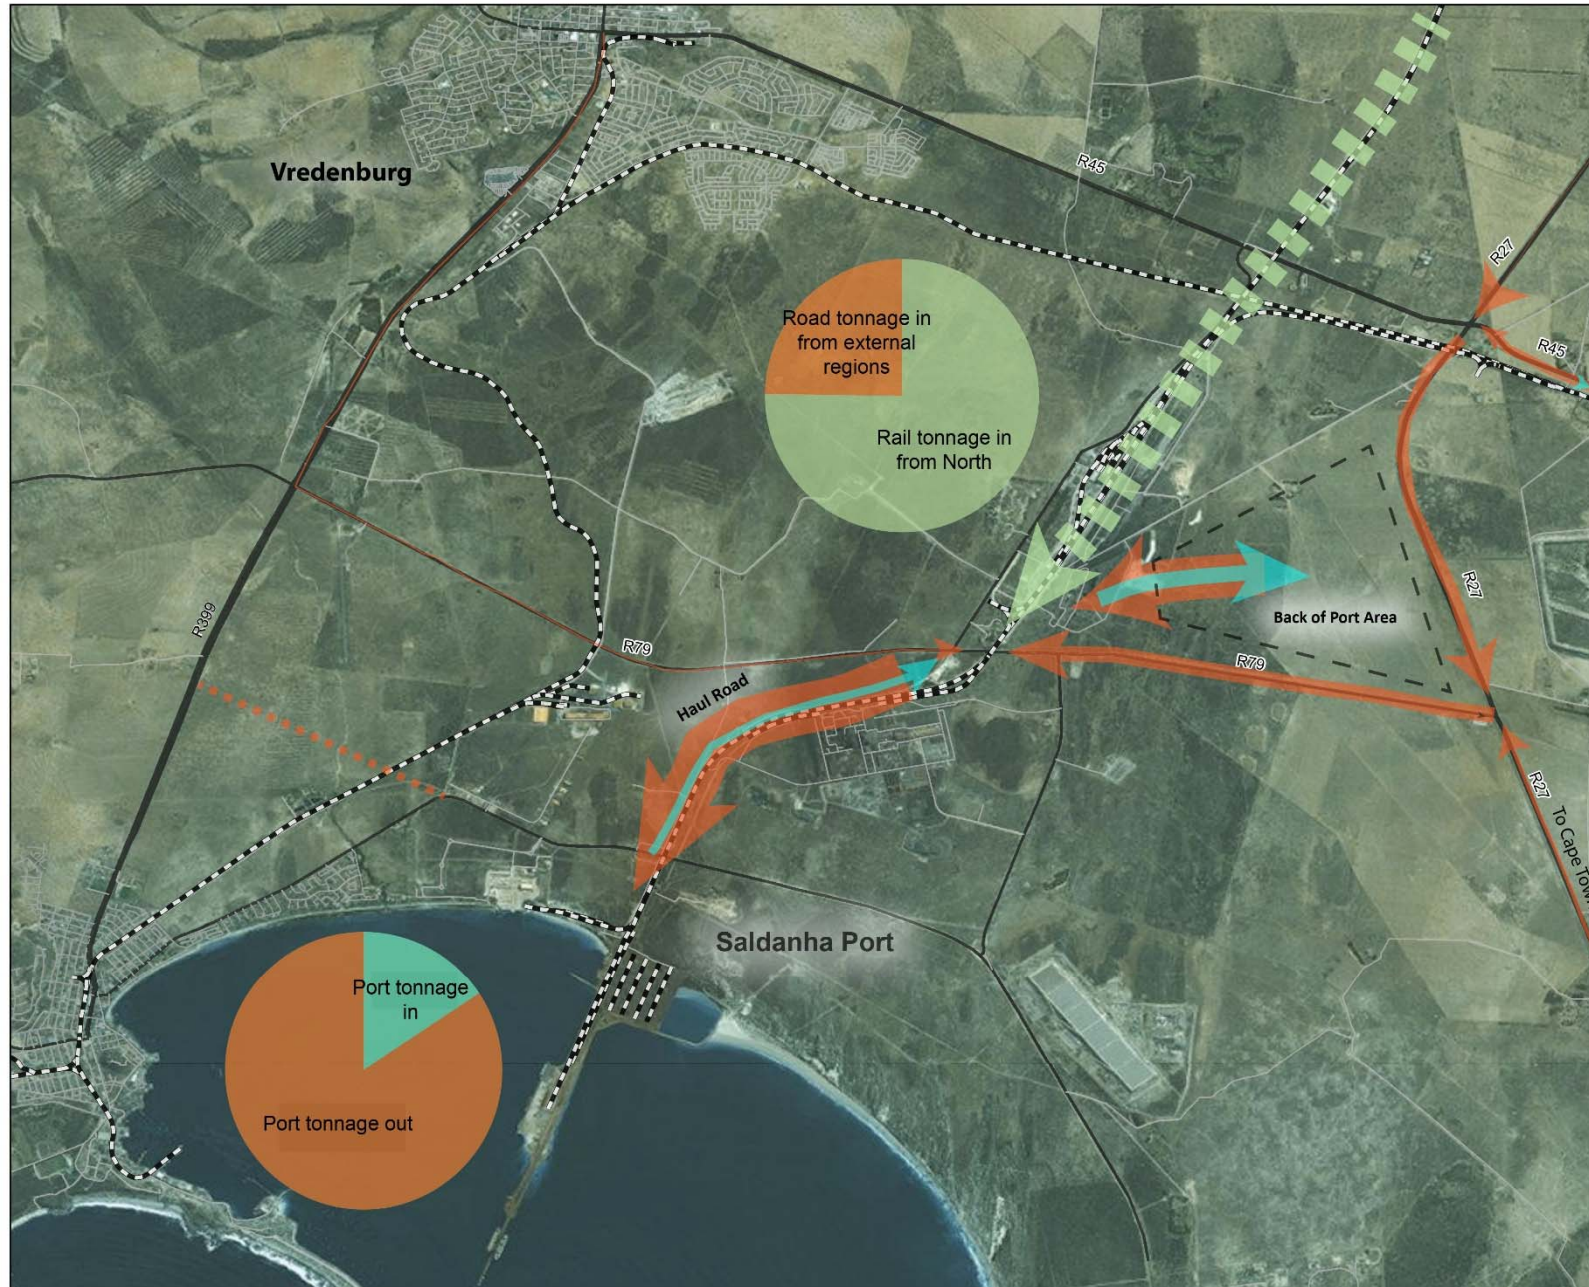 Vredenburg
R45
R27
Road tonnage in
from external
regions
R45
Rail tonnage in
from North
R27
R399
Back of Port Area
R79
R79
Haul Road
R27
To Cape Town
Saldanha Port
Port tonnage
in
Port tonnage out